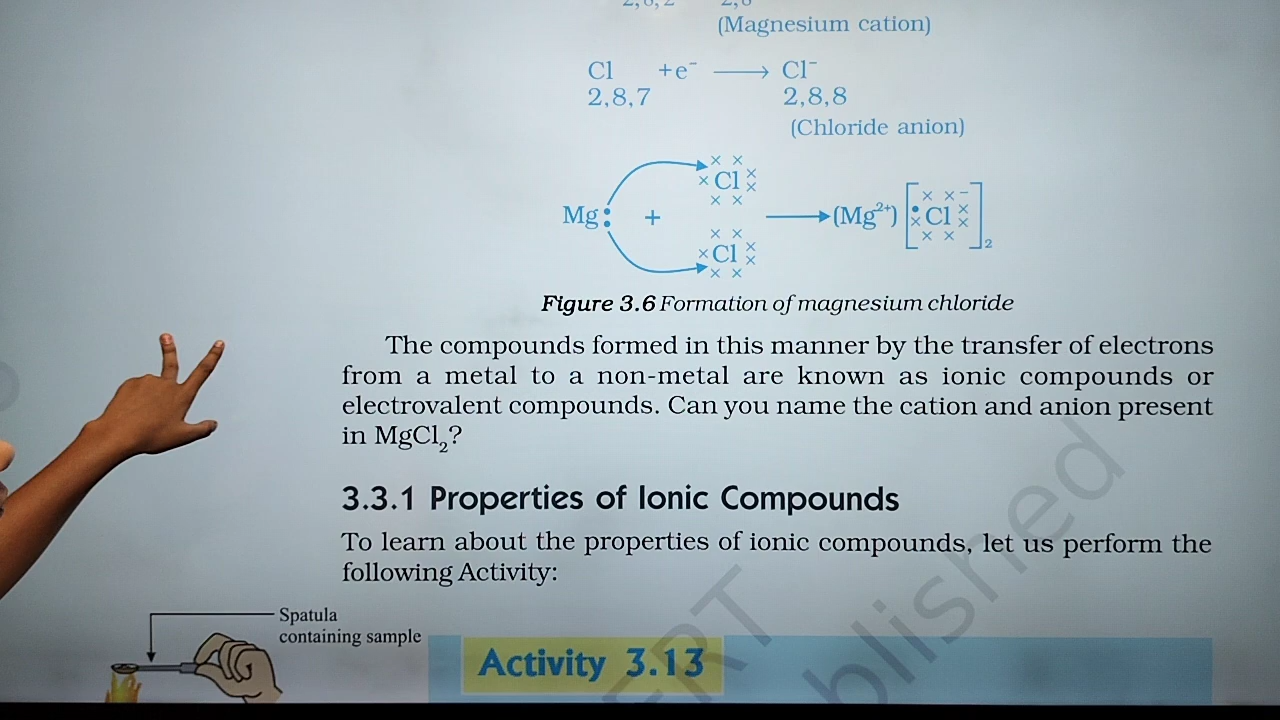 (Magnesium cation)
Cl +e⁻ ⟶ Cl⁻
2,8,7 2,8,8
(Chloride anion)
×× ×Cl×× ××
Mg: + ⟶(Mg²⁺) [•×Cl×× ×× ××⁻]₂
×× ×Cl×× ××
Figure 3.6 Formation of magnesium chloride
The compounds formed in this manner by the transfer of electrons
from a metal to a non-metal are known as ionic compounds or
electrovalent compounds. Can you name the cation and anion present
in MgCl₂?
3.3.1 Properties of Ionic Compounds
To learn about the properties of ionic compounds, let us perform the
following Activity:
Spatula
containing sample
Activity 3.13